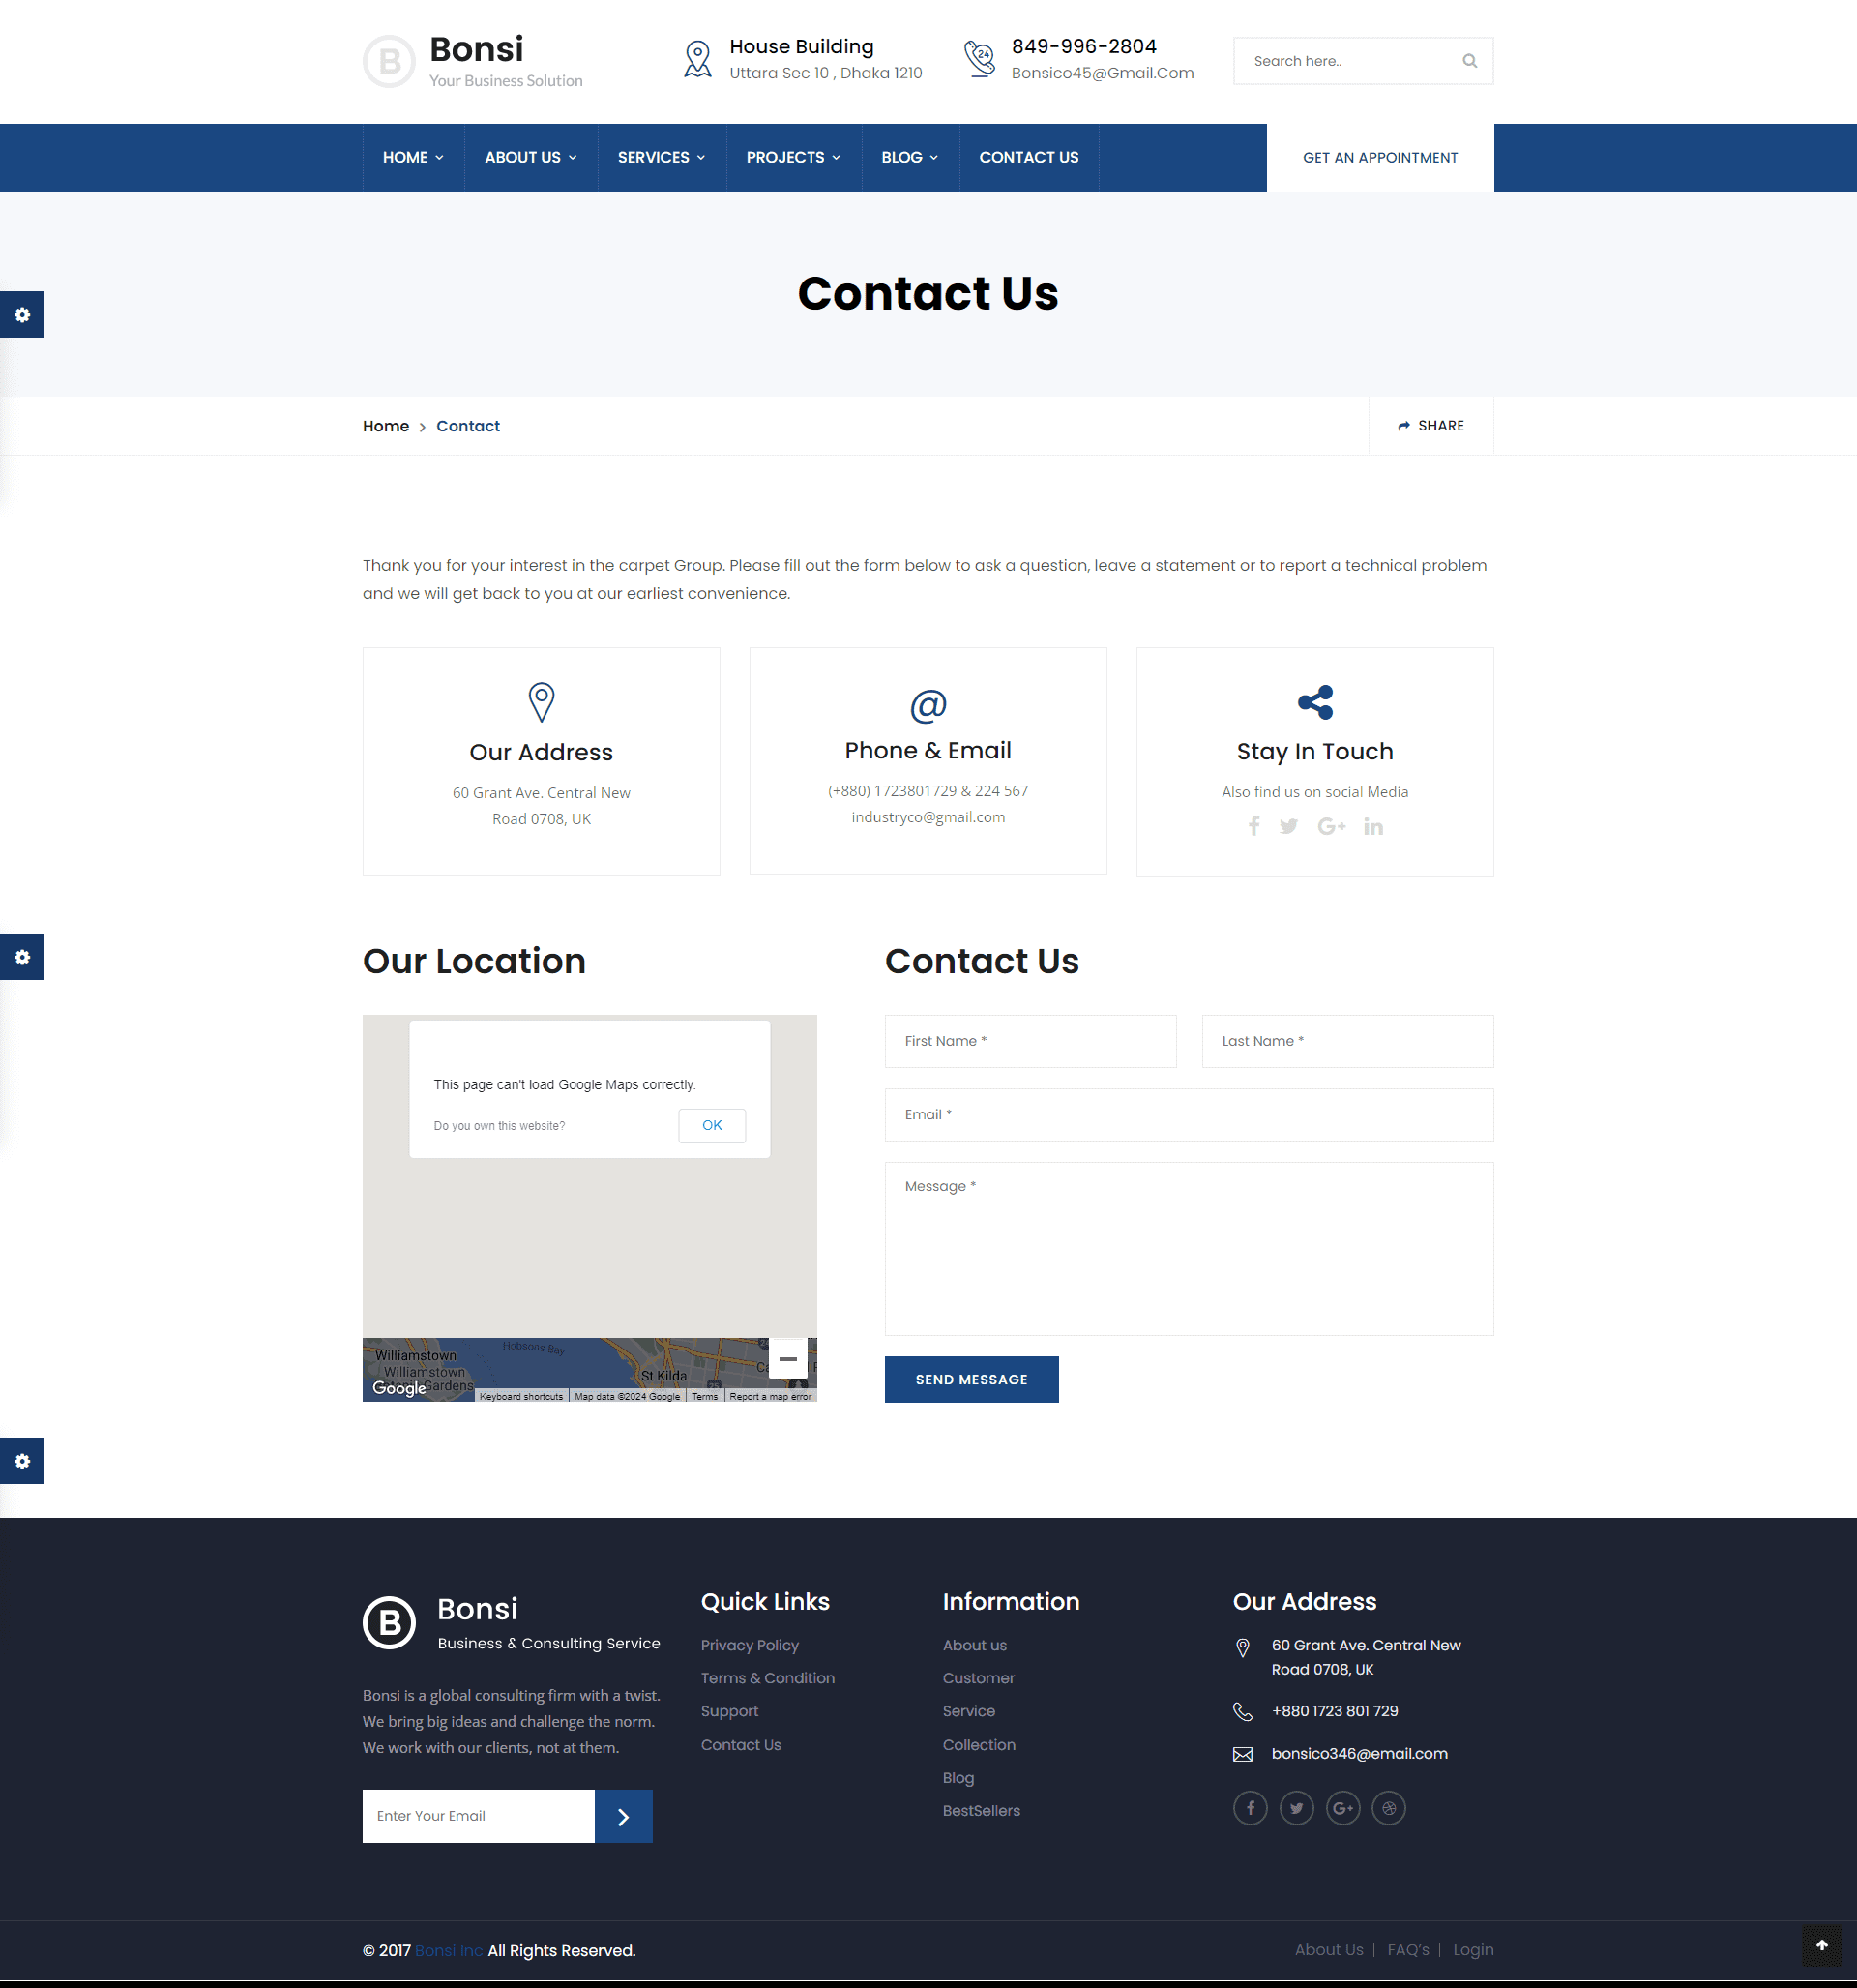 B
Bonsi
Your Business Solution
House Building
Uttara Sec 10 , Dhaka 1210
24
849-996-2804
Bonsico45@Gmail.Com
Search here..
HOME
ABOUT US
SERVICES
PROJECTS
BLOG
CONTACT US
GET AN APPOINTMENT
Contact Us
Home
Contact
SHARE
Thank you for your interest in the carpet Group. Please fill out the form below to ask a question, leave a statement or to report a technical problem
and we will get back to you at our earliest convenience.
Our Address
60 Grant Ave. Central New
Road 0708, UK
@
Phone & Email
(+880) 1723801729 & 224 567
industryco@gmail.com
Stay In Touch
Also find us on social Media
Our Location
This page can't load Google Maps correctly.
Do you own this website?
OK
Hobsons Bay
Williamstown
Williamstown
Gardens
St Kilda
Google
Keyboard shortcuts
Map data ©2024 Google
Terms
Report a map error
Contact Us
First Name *
Last Name *
Email *
Message *
SEND MESSAGE
B
Bonsi
Business & Consulting Service
Bonsi is a global consulting firm with a twist.
We bring big ideas and challenge the norm.
We work with our clients, not at them.
Enter Your Email
Quick Links
Privacy Policy
Terms & Condition
Support
Contact Us
Information
About us
Customer
Service
Collection
Blog
BestSellers
Our Address
60 Grant Ave. Central New
Road 0708, UK
+880 1723 801 729
bonsico346@email.com
© 2017 Bonsi Inc All Rights Reserved.
About Us | FAQ's | Login